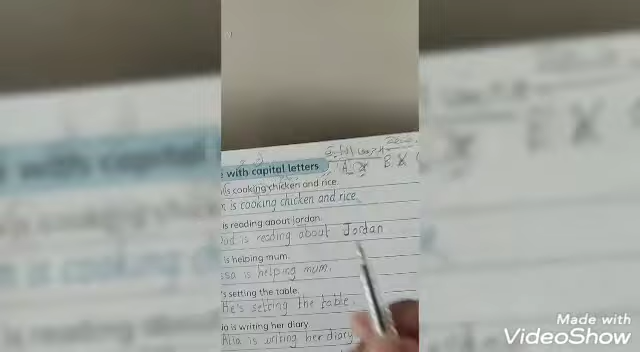 with capital letters
A B
is cooking chicken and rice.
is cooking chicken and rice.
is reading about Jordan.
Dad is reading about Jordan
is helping mum.
is helping mum.
's setting the table.
He's setting the table.
is writing her diary
is writing her diary
Made with
VideoShow